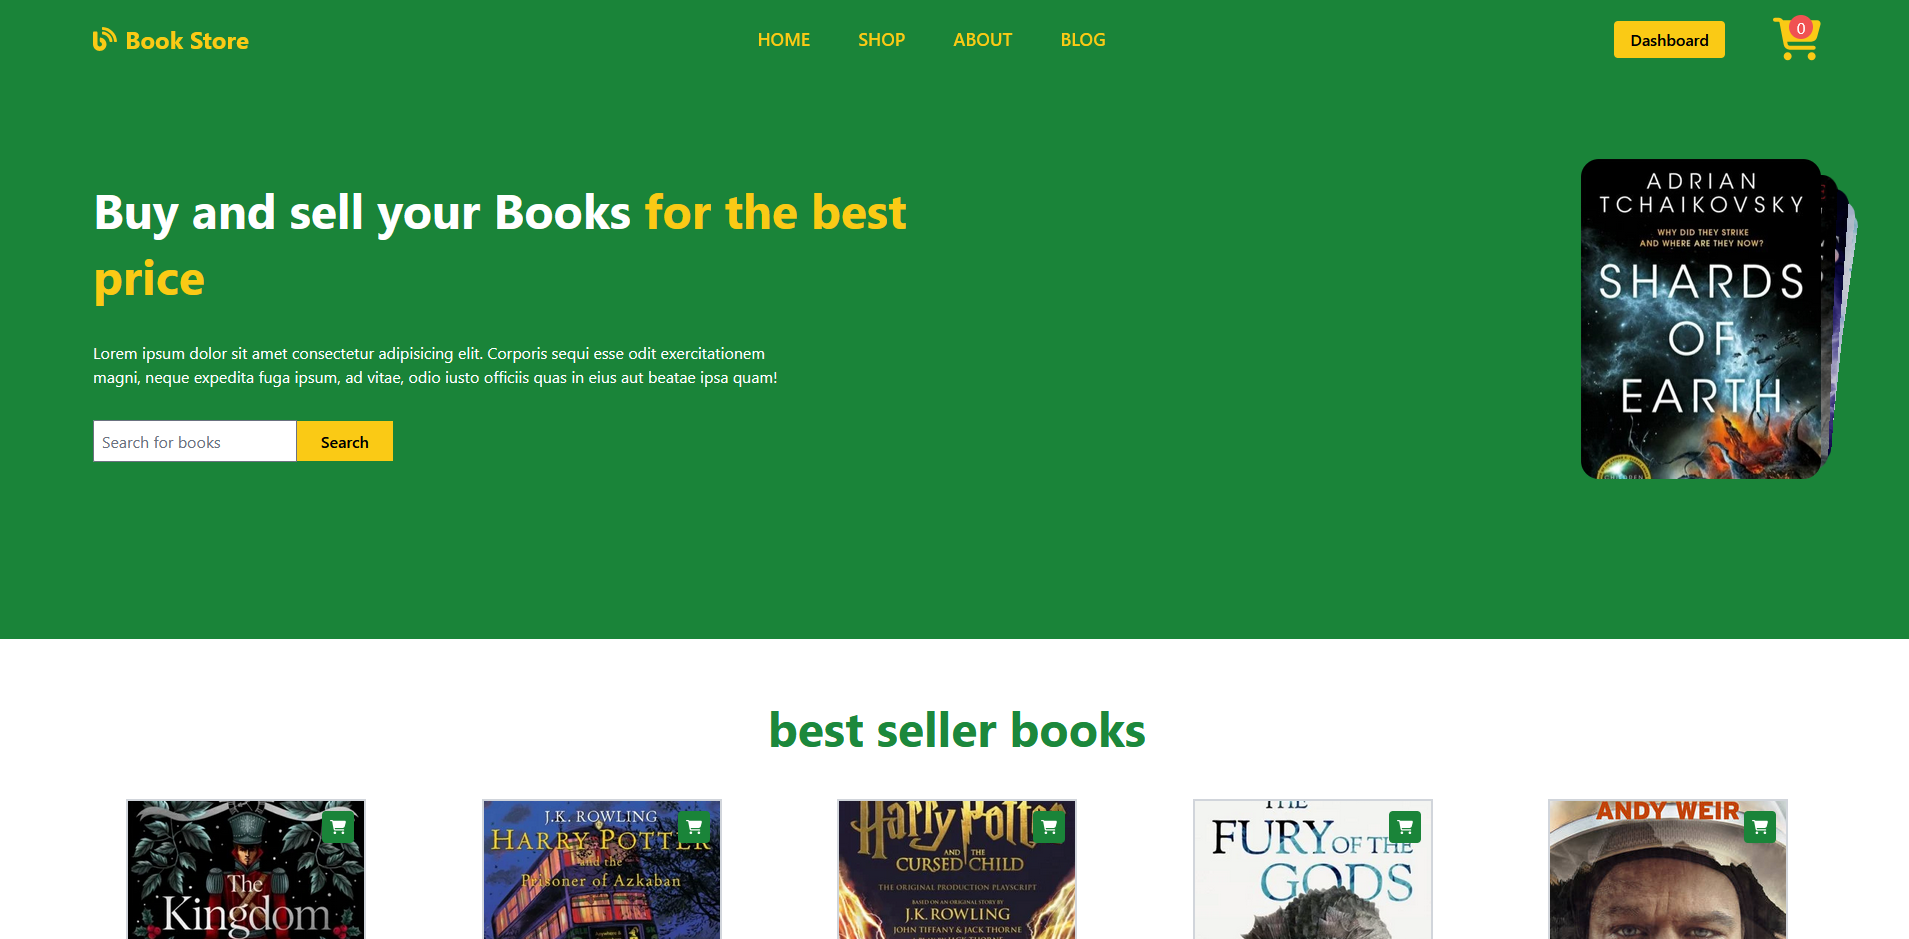 Book Store
HOME SHOP ABOUT BLOG
Dashboard
0
Buy and sell your Books for the best
price
Lorem ipsum dolor sit amet consectetur adipisicing elit. Corporis sequi esse odit exercitationem
magni, neque expedita fuga ipsum, ad vitae, odio iusto officiis quas in eius aut beatae ipsa quam!
Search for books
Search
ADRIAN
TCHAIKOVSKY
WHY DID THEY STRIKE
AND WHERE ARE THEY NOW?
SHARDS
OF
EARTH
CHILDREN
best seller books
The
Kingdom
J.K. ROWLING
HARRY POTTER
and the
Prisoner of Azkaban
Harry Potter
AND THE
CURSED CHILD
THE ORIGINAL PRODUCTION PLAYSCRIPT
BASED ON AN ORIGINAL STORY BY
J.K. ROWLING
JOHN TIFFANY & JACK THORNE
THE
FURY OF THE
GODS
ANDY WEIR